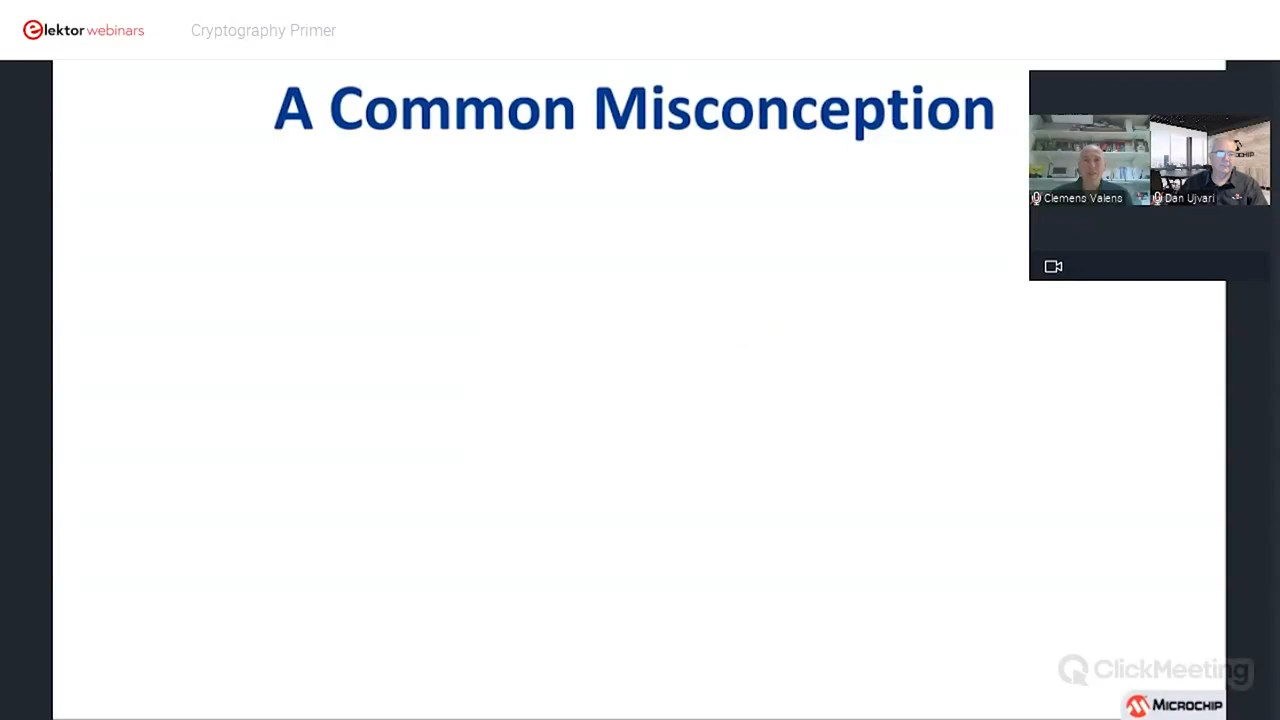 elektor webinars
Cryptography Primer
A Common Misconception
Clemens Valens
Dan Ujvari
ClickMeeting
MICROCHIP